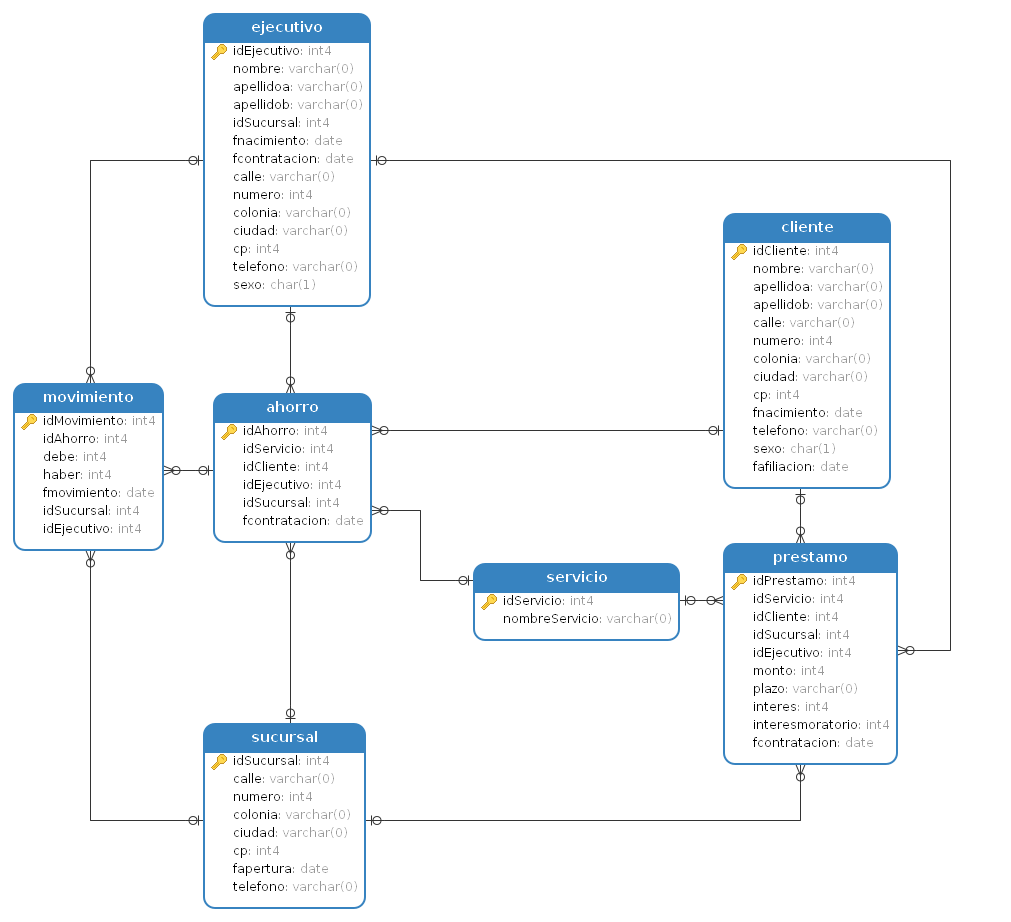 ejecutivo
idEjecutivo: int4
nombre: varchar(0)
apellidoa: varchar(0)
apellidob: varchar(0)
idSucursal: int4
fnacimiento: date
fcontratacion: date
calle: varchar(0)
numero: int4
colonia: varchar(0)
ciudad: varchar(0)
cp: int4
telefono: varchar(0)
sexo: char(1)
cliente
idCliente: int4
nombre: varchar(0)
apellidoa: varchar(0)
apellidob: varchar(0)
calle: varchar(0)
numero: int4
colonia: varchar(0)
ciudad: varchar(0)
cp: int4
fnacimiento: date
telefono: varchar(0)
sexo: char(1)
fafiliacion: date
movimiento
idMovimiento: int4
idAhorro: int4
debe: int4
haber: int4
fmovimiento: date
idSucursal: int4
idEjecutivo: int4
ahorro
idAhorro: int4
idServicio: int4
idCliente: int4
idEjecutivo: int4
idSucursal: int4
fcontratacion: date
servicio
idServicio: int4
nombreServicio: varchar(0)
prestamo
idPrestamo: int4
idServicio: int4
idCliente: int4
idSucursal: int4
idEjecutivo: int4
monto: int4
plazo: varchar(0)
interes: int4
interesmoratorio: int4
fcontratacion: date
sucursal
idSucursal: int4
calle: varchar(0)
numero: int4
colonia: varchar(0)
ciudad: varchar(0)
cp: int4
fapertura: date
telefono: varchar(0)